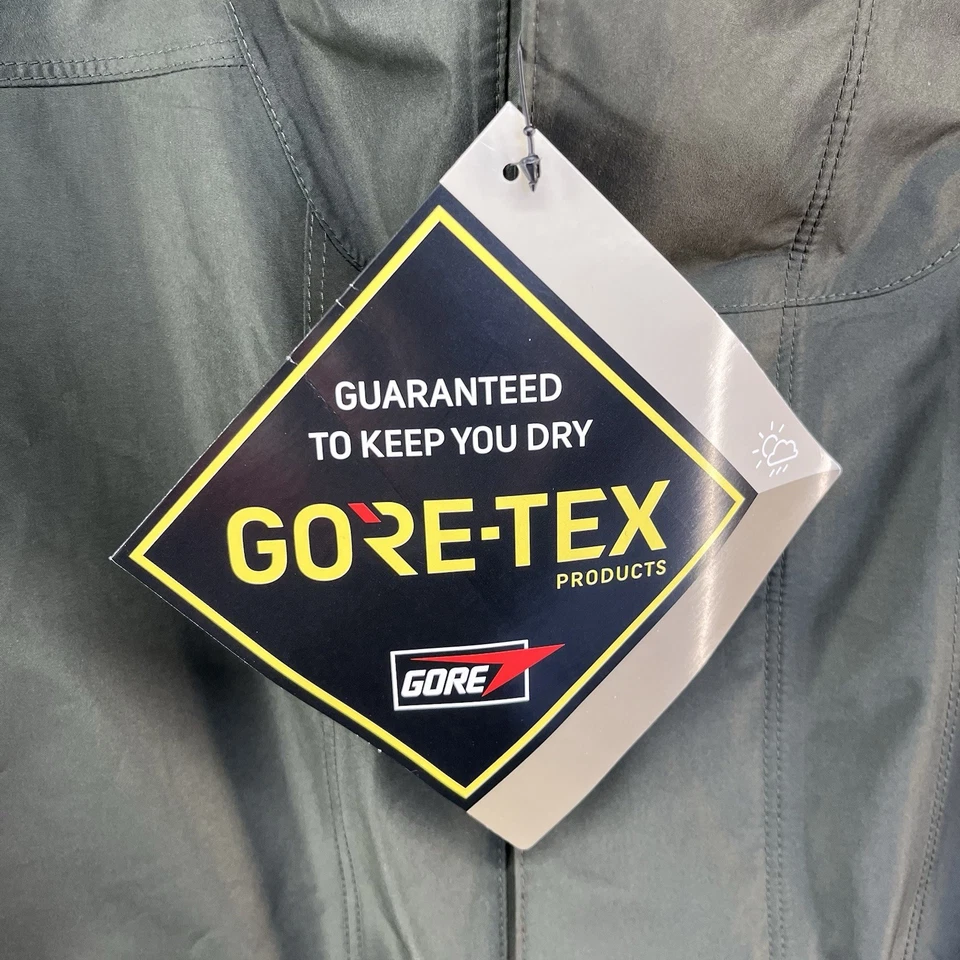 GUARANTEED
TO KEEP YOU DRY
GORE-TEX
PRODUCTS
GORE